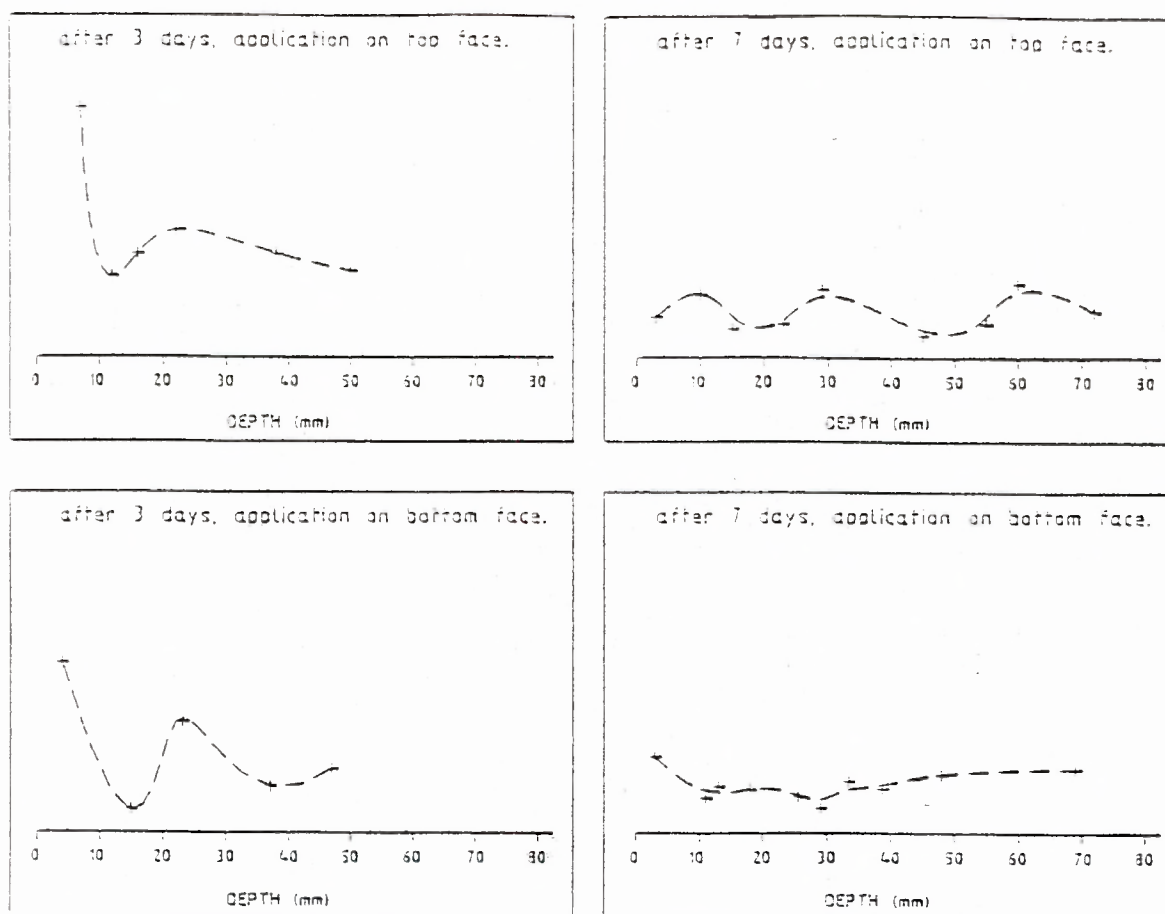 after 3 days, application on top face.
0 10 20 30 40 50 60 70 80
DEPTH (mm)
after 7 days, application on top face.
0 10 20 30 40 50 60 70 80
DEPTH (mm)
after 3 days, application on bottom face.
0 10 20 30 40 50 60 70 80
DEPTH (mm)
after 7 days, application on bottom face.
0 10 20 30 40 50 60 70 80
DEPTH (mm)